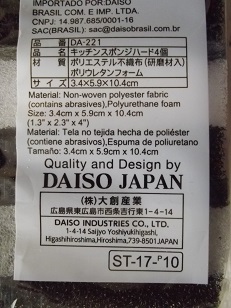 IMPORTADO POR:DAISO
BRASIL COM. E IMP. LTDA.
CNPJ: 14.987.685/0001-16
SAC(BRASIL): sac@daisobrasil.com.br
品番 DA-221
品名 キッチンスポンジハード4個
材質 ポリエステル不織布(研磨材入)
ポリウレタンフォーム
サイズ 3.4×5.9×10.4cm
Material: Non-woven polyester fabric
(contains abrasives),Polyurethane foam
Size: 3.4cm x 5.9cm x 10.4cm
(1.3" x 2.3" x 4")
Material: Tela no tejida hecha de poliéster
(contiene abrasivos),Espuma de poliuretano
Tamaño: 3.4cm x 5.9cm x 10.4cm
Quality and Design by
DAISO JAPAN
(株)大創産業
広島県東広島市西条吉行東1-4-14
DAISO INDUSTRIES CO., LTD.
1-4-14 Saijyo Yoshiyukihigashi,
Higashihiroshima,Hiroshima,739-8501,JAPAN
ST-17-P10